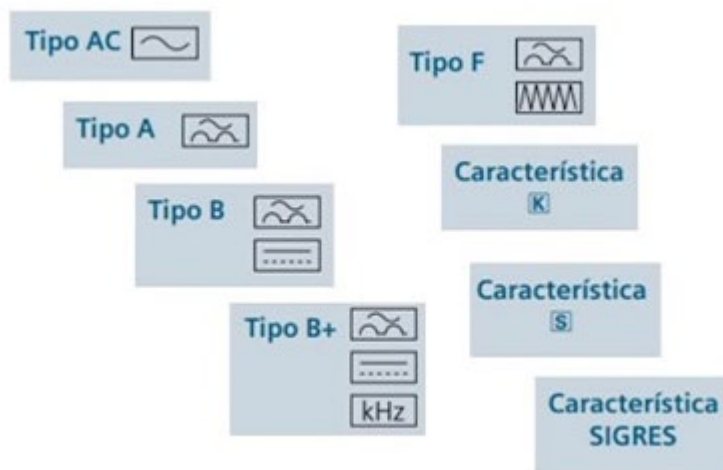 Tipo AC
Tipo A
Tipo B
Tipo B+
kHz
Tipo F
Característica
K
Característica
S
Característica
SIGRES